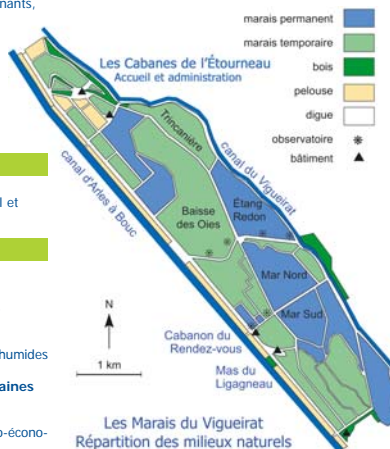 nants,
l et
humides
aines
o-écono-
marais permanent
marais temporaire
bois
pelouse
digue
observatoire
bâtiment
Les Cabanes de l'Étourneau
Accueil et administration
Trincanière
canal du Vigueirat
canal d'Arles à Bouc
Baisse
des Oies
Étang
Redon
Mar Nord
Mar Sud
N
1 km
Cabanon du
Rendez-vous
Mas du
Ligagneau
Les Marais du Vigueirat
Répartition des milieux naturels